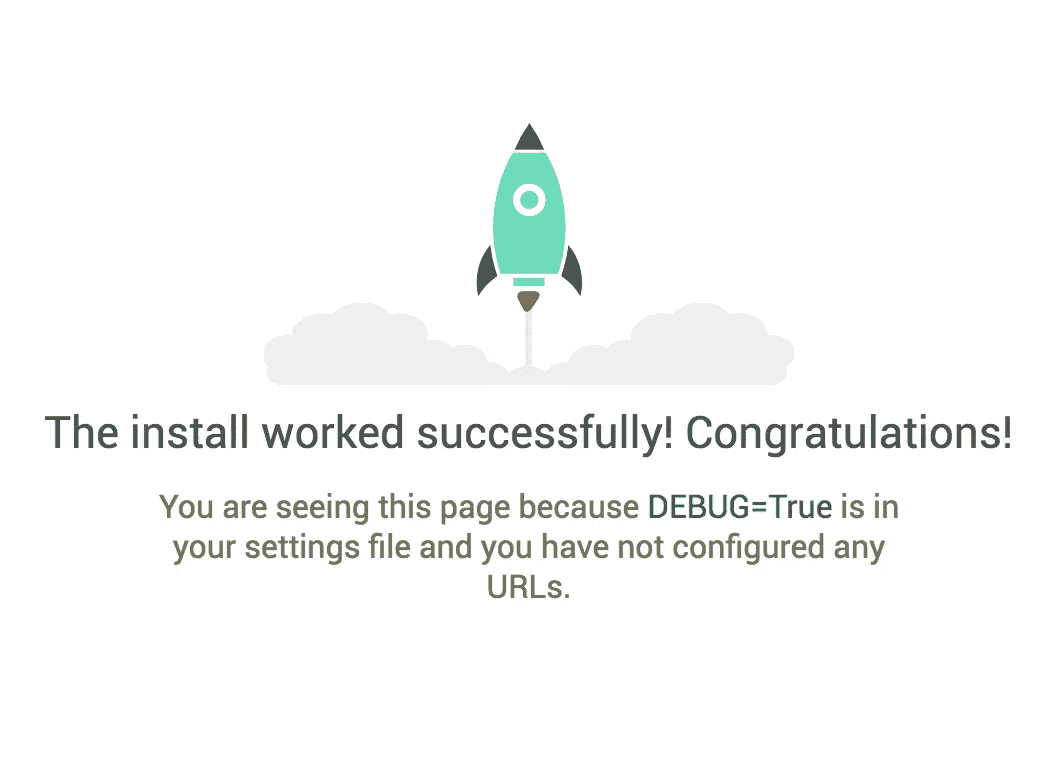 The install worked successfully! Congratulations!
You are seeing this page because DEBUG=True is in
your settings file and you have not configured any
URLs.